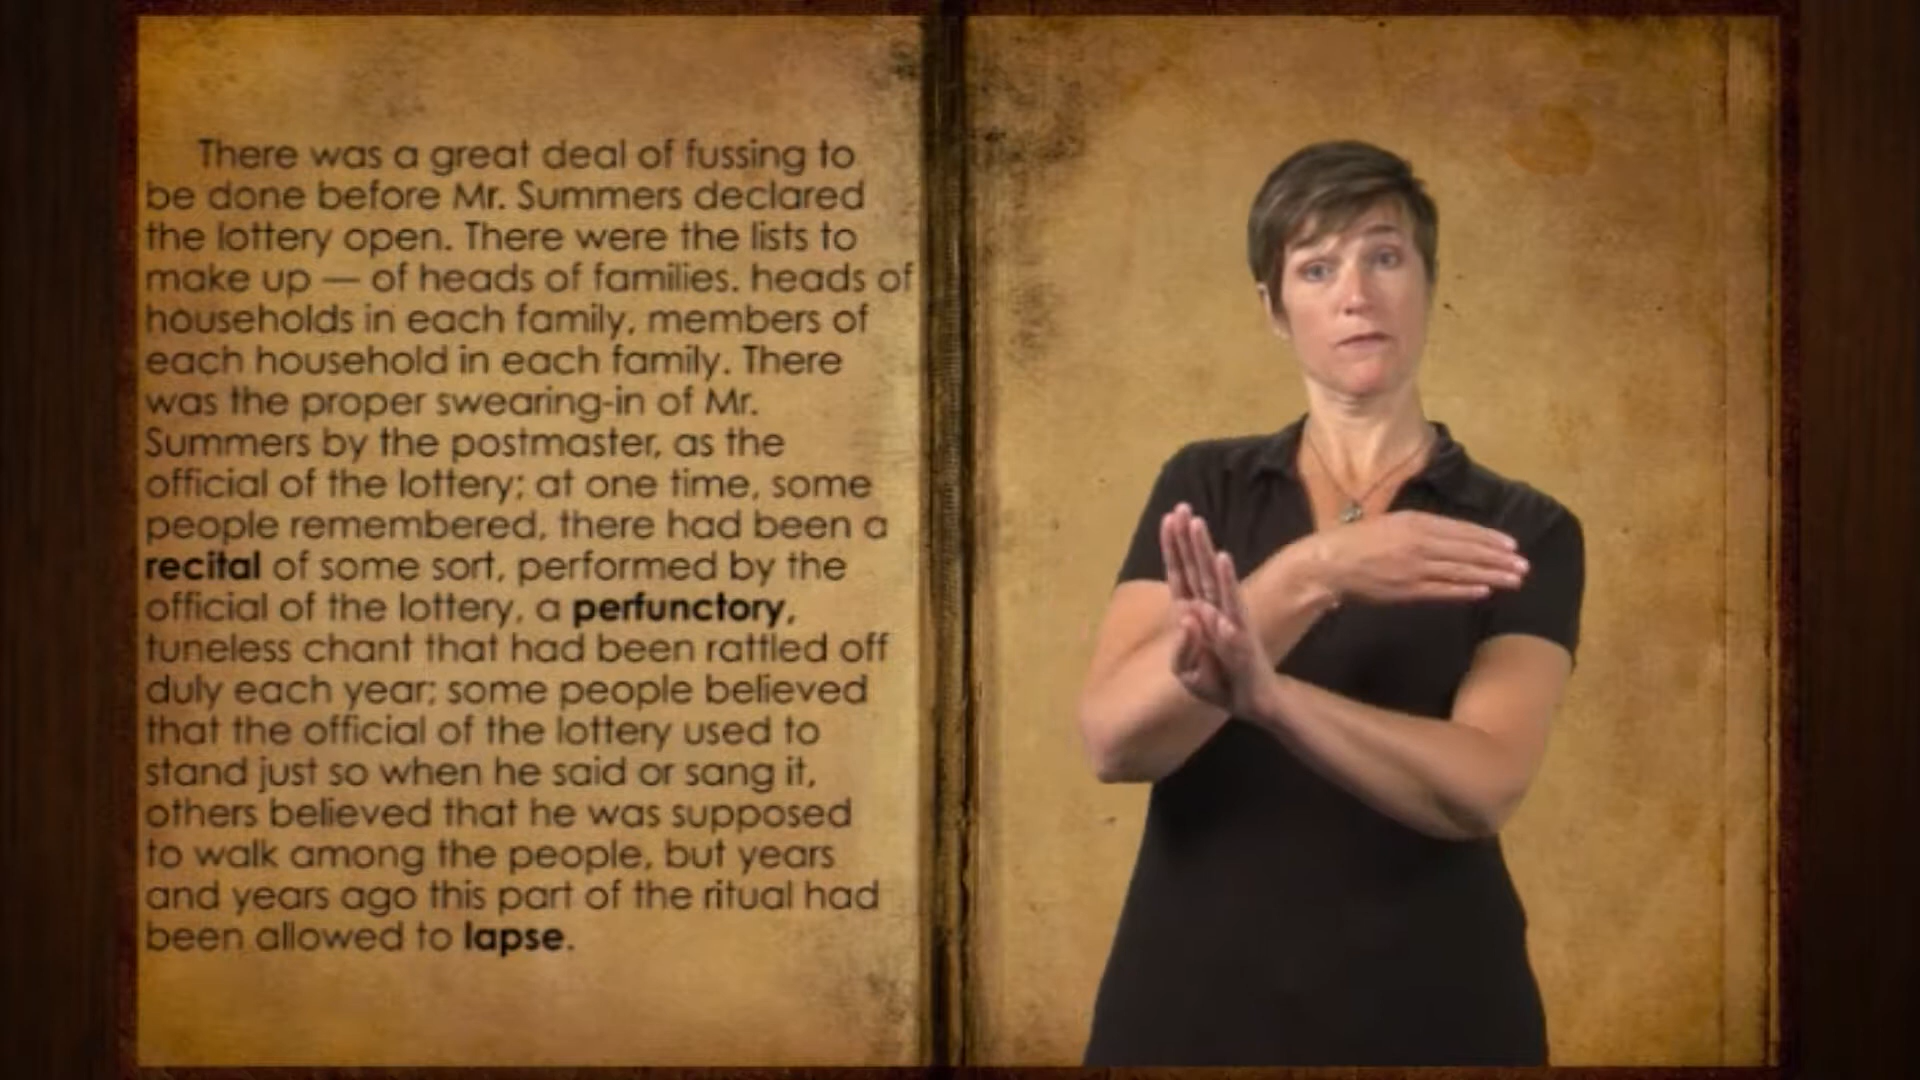 There was a great deal of fussing to
be done before Mr. Summers declared
the lottery open. There were the lists to
make up — of heads of families. heads of
households in each family, members of
each household in each family. There
was the proper swearing-in of Mr.
Summers by the postmaster, as the
official of the lottery; at one time, some
people remembered, there had been a
recital of some sort, performed by the
official of the lottery, a perfunctory,
tuneless chant that had been rattled off
duly each year; some people believed
that the official of the lottery used to
stand just so when he said or sang it,
others believed that he was supposed
to walk among the people, but years
and years ago this part of the ritual had
been allowed to lapse.